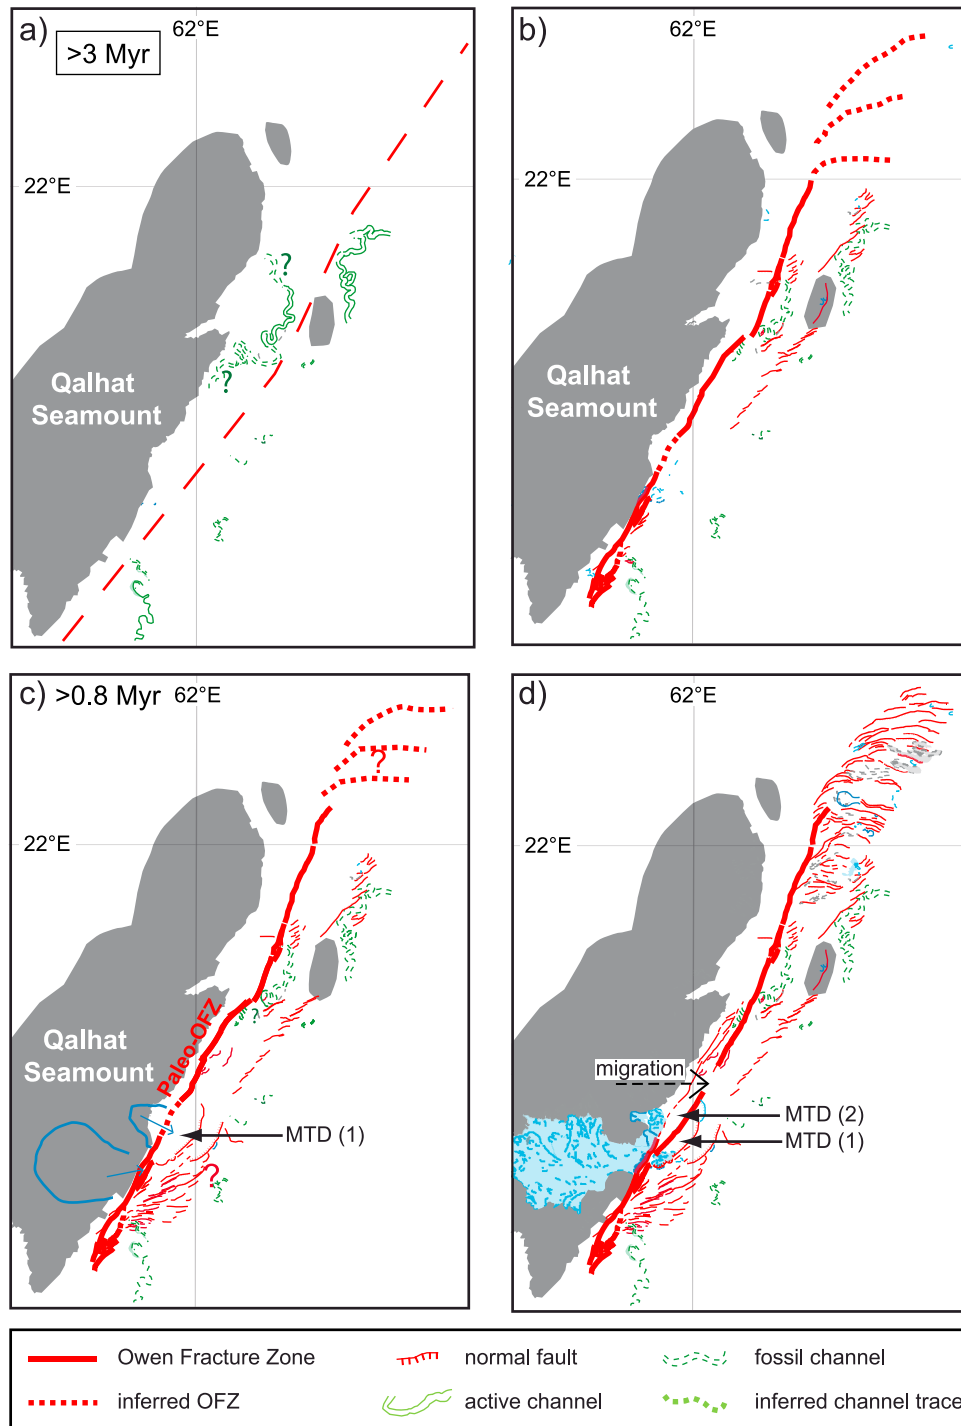 a)
62°E
>3 Myr
22°E
?
?
Qalhat
Seamount
b)
62°E
22°E
Qalhat
Seamount
c) >0.8 Myr
62°E
?
22°E
?
Paleo-OFZ
Qalhat
Seamount
MTD (1)
?
d)
62°E
22°E
migration
MTD (2)
MTD (1)
Owen Fracture Zone
normal fault
fossil channel
inferred OFZ
active channel
inferred channel trace